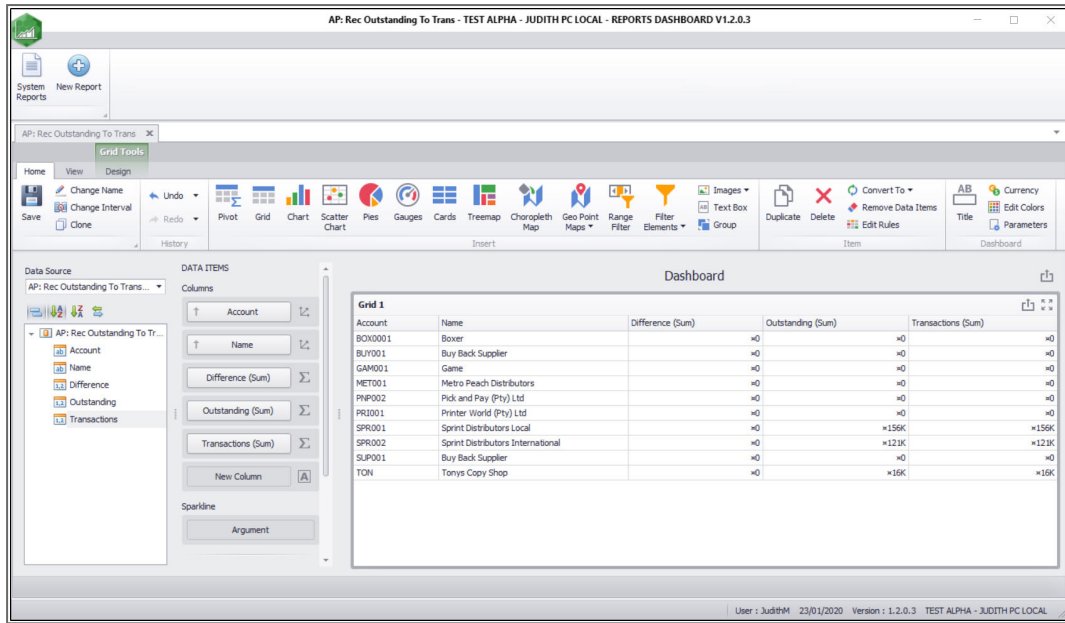 AP: Rec Outstanding To Trans - TEST ALPHA - JUDITH PC LOCAL - REPORTS DASHBOARD V1.2.0.3
System Reports
New Report
AP: Rec Outstanding To Trans
Grid Tools
Home View Design
Save
Change Name
Change Interval
Clone
Undo
Redo
History
Pivot Grid Chart Scatter Chart Pies Gauges Cards Treemap Choropleth Map Geo Point Maps Range Filter Filter Elements
Images
Text Box
Group
Insert
Duplicate Delete
Convert To
Remove Data Items
Edit Rules
Item
AB
Title
Currency
Edit Colors
Parameters
Dashboard
Data Source
AP: Rec Outstanding To Trans...
AP: Rec Outstanding To Tr...
ab Account
ab Name
1,2 Difference
1,2 Outstanding
1,2 Transactions
DATA ITEMS
Columns
Account
Name
Difference (Sum)
Outstanding (Sum)
Transactions (Sum)
New Column
Sparkline
Argument
Dashboard
Grid 1
Account Name Difference (Sum) Outstanding (Sum) Transactions (Sum)
BOX0001 Boxer ¤0 ¤0 ¤0
BUY001 Buy Back Supplier ¤0 ¤0 ¤0
GAM001 Game ¤0 ¤0 ¤0
MET001 Metro Peach Distributors ¤0 ¤0 ¤0
PNP002 Pick and Pay (Pty) Ltd ¤0 ¤0 ¤0
PRI001 Printer World (Pty) Ltd ¤0 ¤0 ¤0
SPR001 Sprint Distributors Local ¤0 ¤156K ¤156K
SPR002 Sprint Distributors International ¤0 ¤121K ¤121K
SUP001 Buy Back Supplier ¤0 ¤0 ¤0
TON Tonys Copy Shop ¤0 ¤16K ¤16K
User : JudithM 23/01/2020 Version : 1.2.0.3 TEST ALPHA - JUDITH PC LOCAL